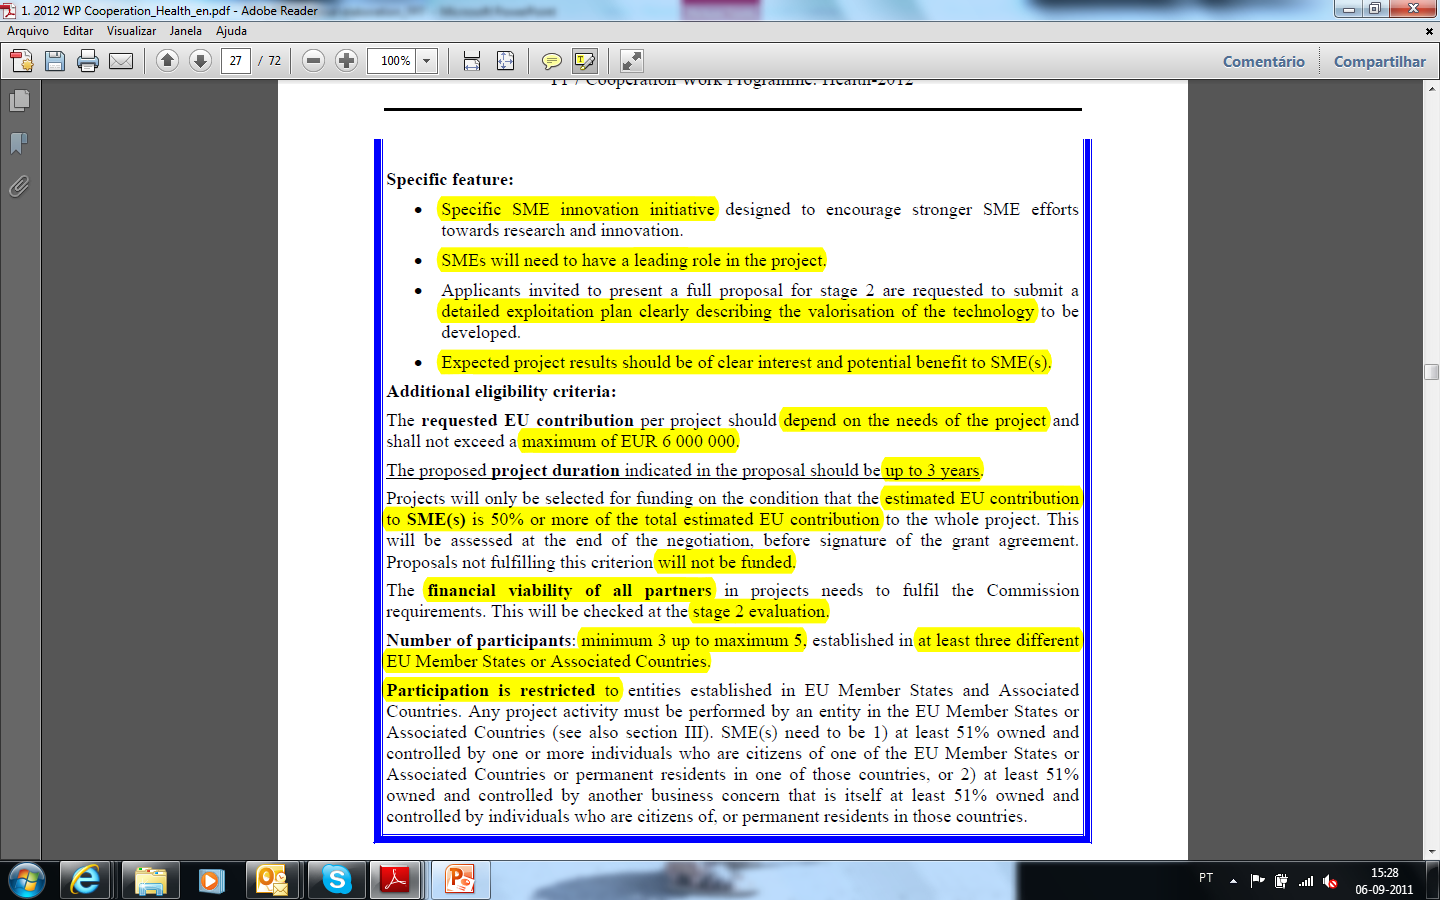 1. 2012 WP Cooperation_Health_en.pdf - Adobe Reader
Arquivo Editar Visualizar Janela Ajuda
27 / 72 100% Comentário Compartilhar
FP7 Cooperation Work Programme: Health-2012
Specific feature:
• Specific SME innovation initiative designed to encourage stronger SME efforts
towards research and innovation.
• SMEs will need to have a leading role in the project.
• Applicants invited to present a full proposal for stage 2 are requested to submit a
detailed exploitation plan clearly describing the valorisation of the technology to be
developed.
• Expected project results should be of clear interest and potential benefit to SME(s).
Additional eligibility criteria:
The requested EU contribution per project should depend on the needs of the project and
shall not exceed a maximum of EUR 6 000 000.
The proposed project duration indicated in the proposal should be up to 3 years.
Projects will only be selected for funding on the condition that the estimated EU contribution
to SME(s) is 50% or more of the total estimated EU contribution to the whole project. This
will be assessed at the end of the negotiation, before signature of the grant agreement.
Proposals not fulfilling this criterion will not be funded.
The financial viability of all partners in projects needs to fulfil the Commission
requirements. This will be checked at the stage 2 evaluation.
Number of participants: minimum 3 up to maximum 5, established in at least three different
EU Member States or Associated Countries.
Participation is restricted to entities established in EU Member States and Associated
Countries. Any project activity must be performed by an entity in the EU Member States or
Associated Countries (see also section III). SME(s) need to be 1) at least 51% owned and
controlled by one or more individuals who are citizens of one of the EU Member States or
Associated Countries or permanent residents in one of those countries, or 2) at least 51%
owned and controlled by another business concern that is itself at least 51% owned and
controlled by individuals who are citizens of, or permanent residents in those countries.
PT 15:28
06-09-2011